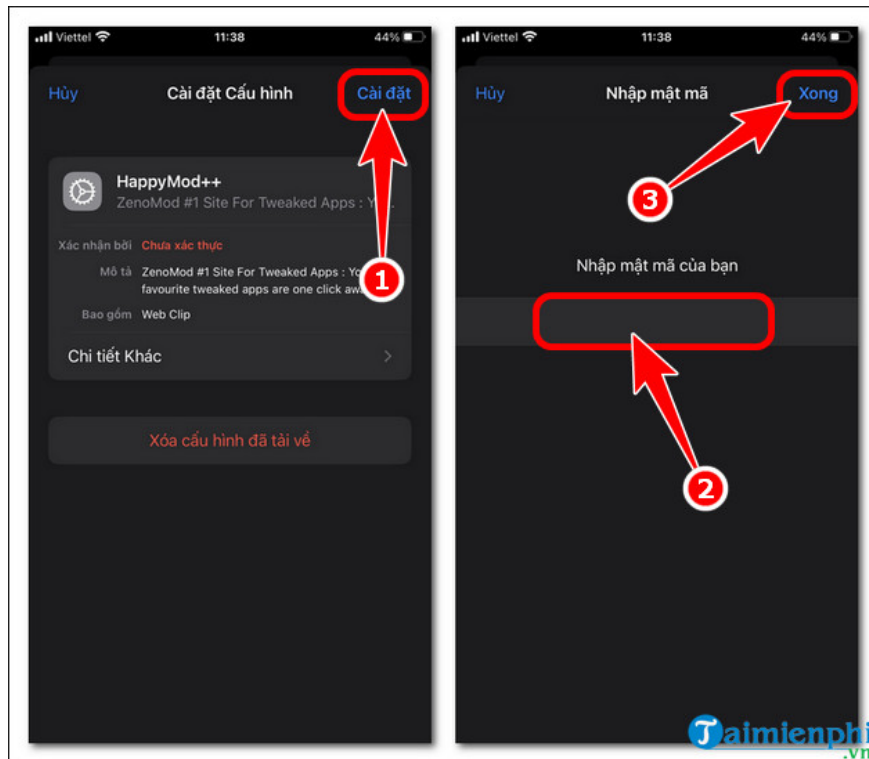 Viettel 11:38 44%
Hủy Cài đặt Cấu hình Cài đặt
HappyMod++
ZenoMod #1 Site For Tweaked Apps : Y...
Xác nhận bởi Chưa xác thực
Mô tả ZenoMod #1 Site For Tweaked Apps :
favourite tweaked apps are one click
Bao gồm Web Clip
Chi tiết Khác
Xóa cấu hình đã tải về
1
Viettel 11:38 44%
Hủy Nhập mật mã Xong
3
Nhập mật mã của bạn
2
Taimienphi
.vn